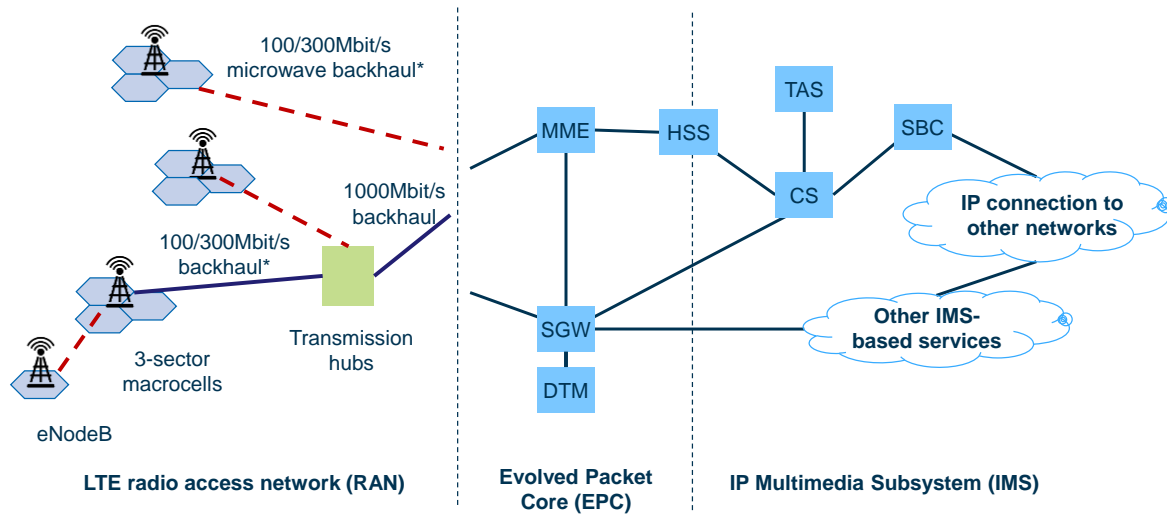 100/300Mbit/s
microwave backhaul*
TAS
MME
HSS
SBC
1000Mbit/s
backhaul
CS
IP connection to
other networks
100/300Mbit/s
backhaul*
Transmission
hubs
SGW
Other IMS-
based services
3-sector
macrocells
DTM
eNodeB
LTE radio access network (RAN)
Evolved Packet
Core (EPC)
IP Multimedia Subsystem (IMS)